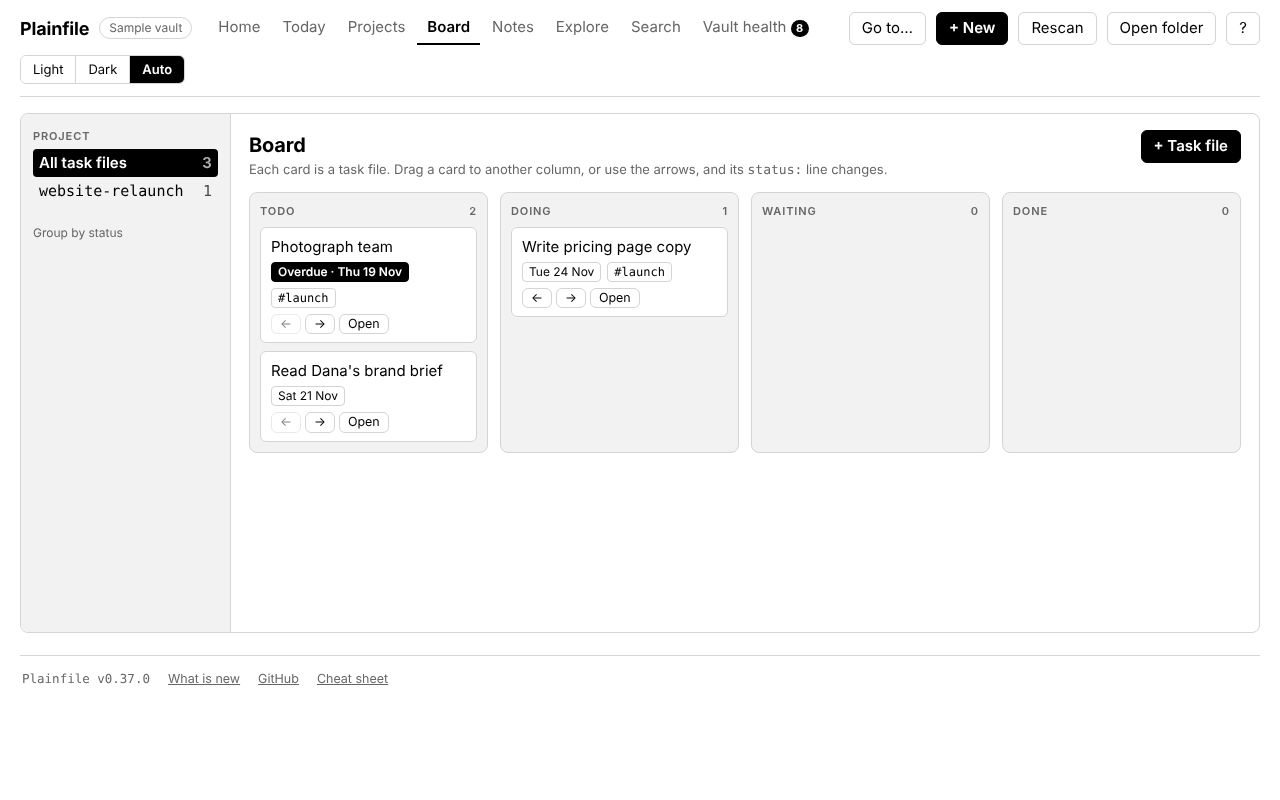 Plainfile Sample vault Home Today Projects Board Notes Explore Search Vault health 8 Go to... + New Rescan Open folder ?
Light Dark Auto
PROJECT
All task files 3
website-relaunch 1
Group by status
Board
+ Task file
Each card is a task file. Drag a card to another column, or use the arrows, and its status: line changes.
TODO 2
Photograph team
Overdue · Thu 19 Nov
#launch
← → Open
Read Dana's brand brief
Sat 21 Nov
← → Open
DOING 1
Write pricing page copy
Tue 24 Nov #launch
← → Open
WAITING 0
DONE 0
Plainfile v0.37.0 What is new GitHub Cheat sheet